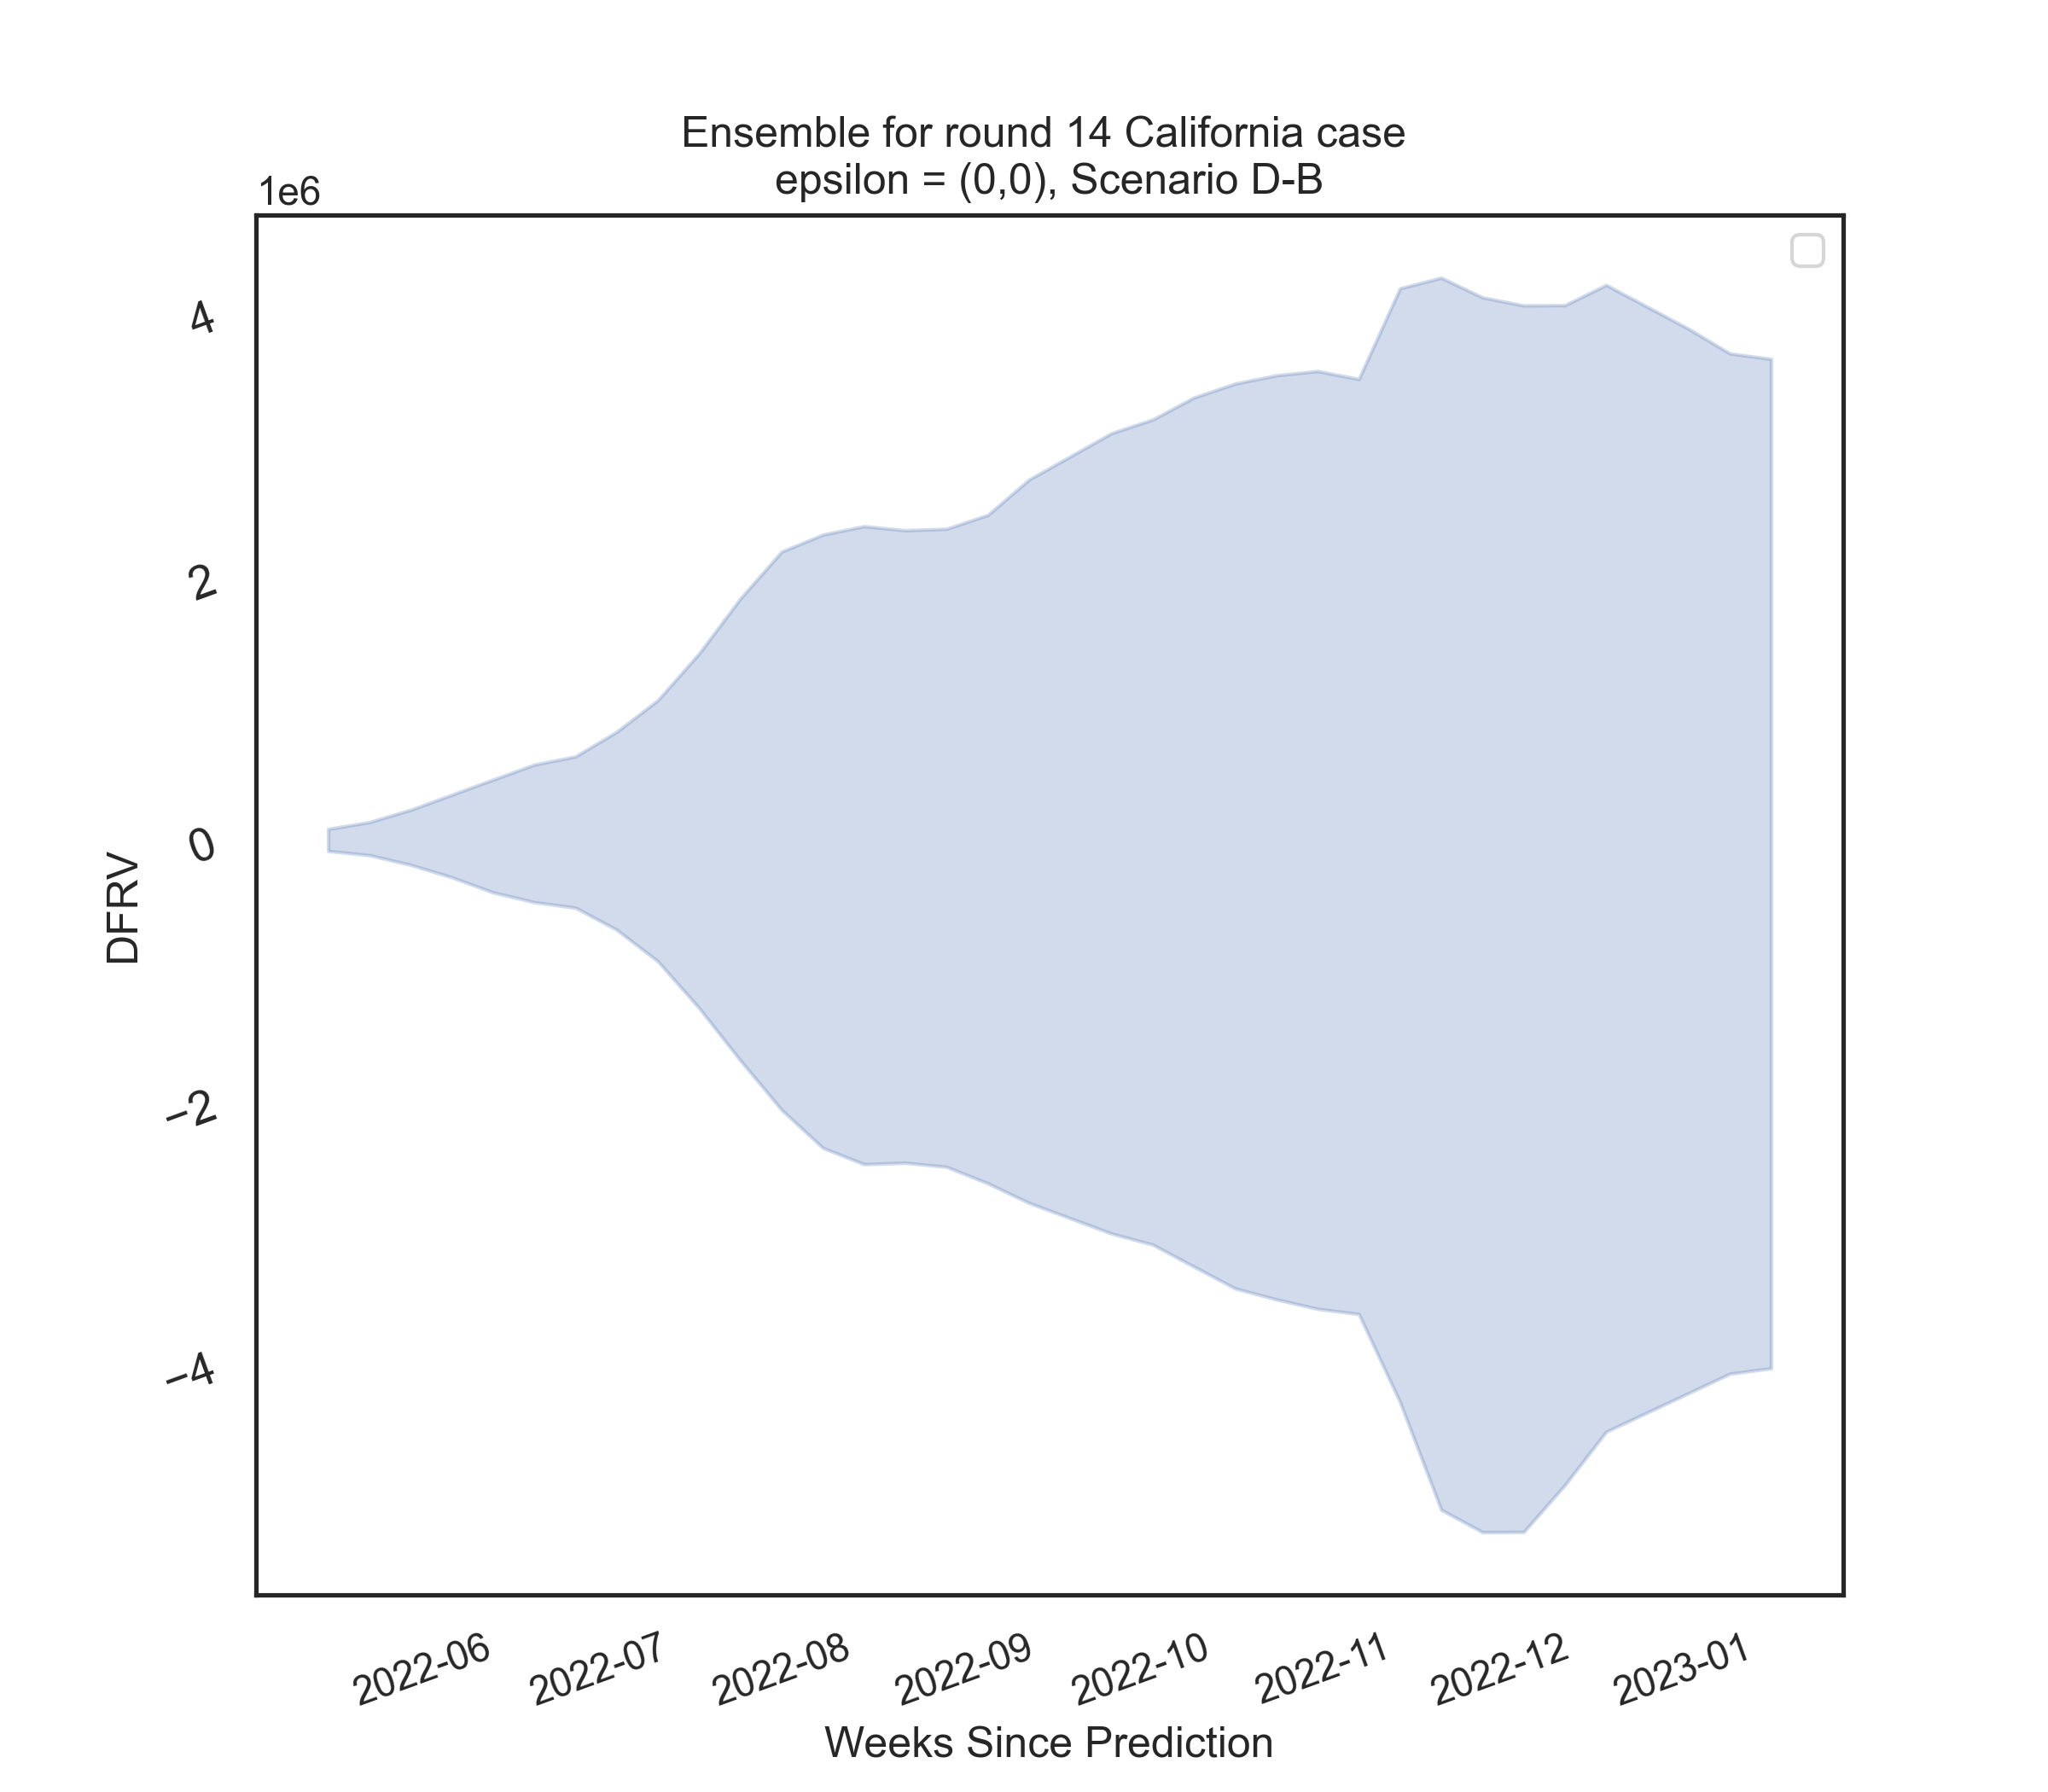 Ensemble for round 14 California case
epsilon = (0,0), Scenario D-B
1e6
4
2
0
−2
−4
DFRV
2022-06
2022-07
2022-08
2022-09
2022-10
2022-11
2022-12
2023-01
Weeks Since Prediction